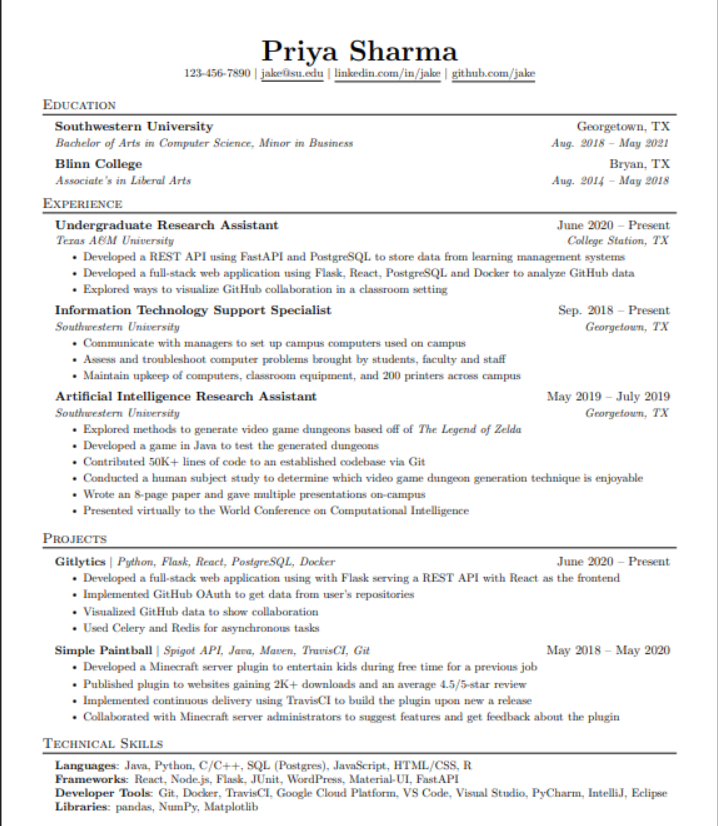 Priya Sharma
123-456-7890 | jake@su.edu | linkedin.com/in/jake | github.com/jake
Education
Southwestern University Georgetown, TX
Bachelor of Arts in Computer Science, Minor in Business Aug. 2018 – May 2021
Blinn College Bryan, TX
Associate's in Liberal Arts Aug. 2014 – May 2018
Experience
Undergraduate Research Assistant June 2020 – Present
Texas A&M University College Station, TX
• Developed a REST API using FastAPI and PostgreSQL to store data from learning management systems
• Developed a full-stack web application using Flask, React, PostgreSQL and Docker to analyze GitHub data
• Explored ways to visualize GitHub collaboration in a classroom setting
Information Technology Support Specialist Sep. 2018 – Present
Southwestern University Georgetown, TX
• Communicate with managers to set up campus computers used on campus
• Assess and troubleshoot computer problems brought by students, faculty and staff
• Maintain upkeep of computers, classroom equipment, and 200 printers across campus
Artificial Intelligence Research Assistant May 2019 – July 2019
Southwestern University Georgetown, TX
• Explored methods to generate video game dungeons based off of The Legend of Zelda
• Developed a game in Java to test the generated dungeons
• Contributed 50K+ lines of code to an established codebase via Git
• Conducted a human subject study to determine which video game dungeon generation technique is enjoyable
• Wrote an 8-page paper and gave multiple presentations on-campus
• Presented virtually to the World Conference on Computational Intelligence
Projects
Gitlytics | Python, Flask, React, PostgreSQL, Docker June 2020 – Present
• Developed a full-stack web application using with Flask serving a REST API with React as the frontend
• Implemented GitHub OAuth to get data from user's repositories
• Visualized GitHub data to show collaboration
• Used Celery and Redis for asynchronous tasks
Simple Paintball | Spigot API, Java, Maven, TravisCI, Git May 2018 – May 2020
• Developed a Minecraft server plugin to entertain kids during free time for a previous job
• Published plugin to websites gaining 2K+ downloads and an average 4.5/5-star review
• Implemented continuous delivery using TravisCI to build the plugin upon new a release
• Collaborated with Minecraft server administrators to suggest features and get feedback about the plugin
Technical Skills
Languages: Java, Python, C/C++, SQL (Postgres), JavaScript, HTML/CSS, R
Frameworks: React, Node.js, Flask, JUnit, WordPress, Material-UI, FastAPI
Developer Tools: Git, Docker, TravisCI, Google Cloud Platform, VS Code, Visual Studio, PyCharm, IntelliJ, Eclipse
Libraries: pandas, NumPy, Matplotlib